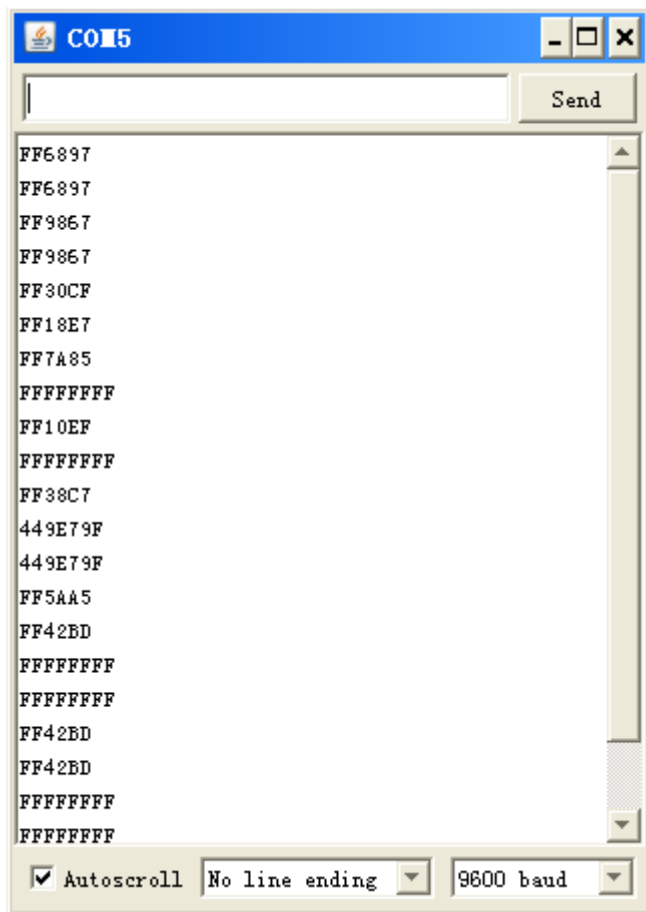 COM5
Send
FF6897
FF6897
FF9867
FF9867
FF30CF
FF18E7
FF7A85
FFFFFFFF
FF10EF
FFFFFFFF
FF38C7
449E79F
449E79F
FF5AA5
FF42BD
FFFFFFFF
FFFFFFFF
FF42BD
FF42BD
FFFFFFFF
FFFFFFFF
Autoscroll No line ending 9600 baud